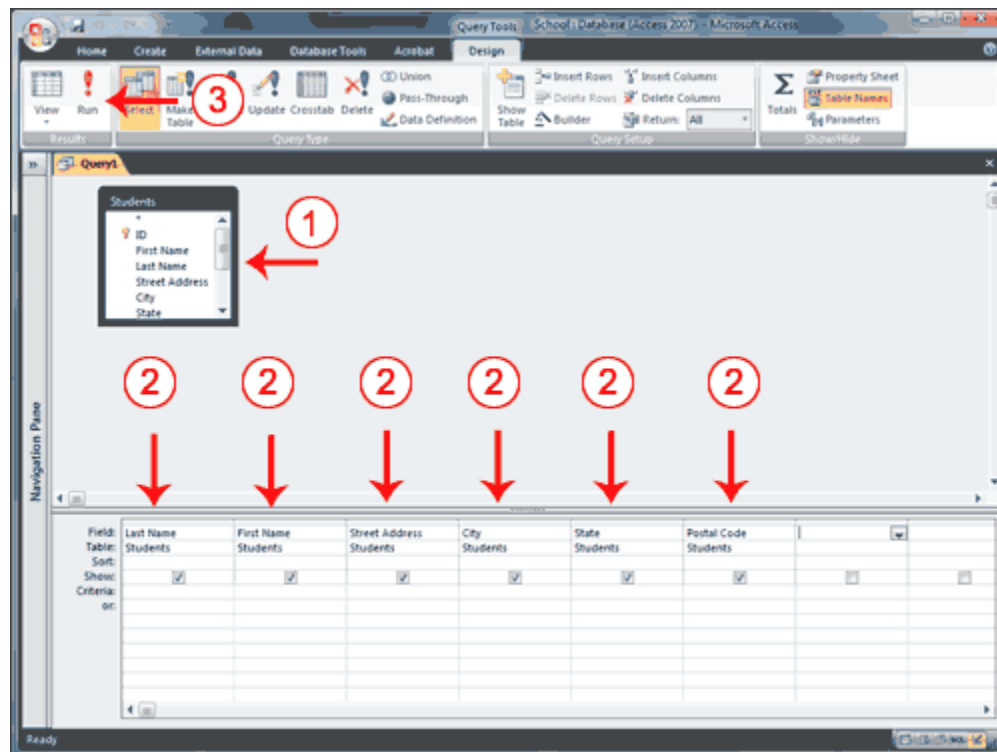 Query Tools School : Database (Access 2007) - Microsoft Access
Home Create External Data Database Tools Acrobat Design
View Run Select Make Table Update Crosstab Delete
Union
Pass-Through
Data Definition
Show Table
Insert Rows
Delete Rows
Builder
Insert Columns
Delete Columns
Return: All
Totals
Property Sheet
Table Names
Parameters
Results Query Type Query Setup Show/Hide
3
Query1
Students
*
ID
First Name
Last Name
Street Address
City
State
1
2 2 2 2 2 2
Navigation Pane
Field: Last Name First Name Street Address City State Postal Code
Table: Students Students Students Students Students Students
Sort:
Show:
Criteria:
or:
Ready